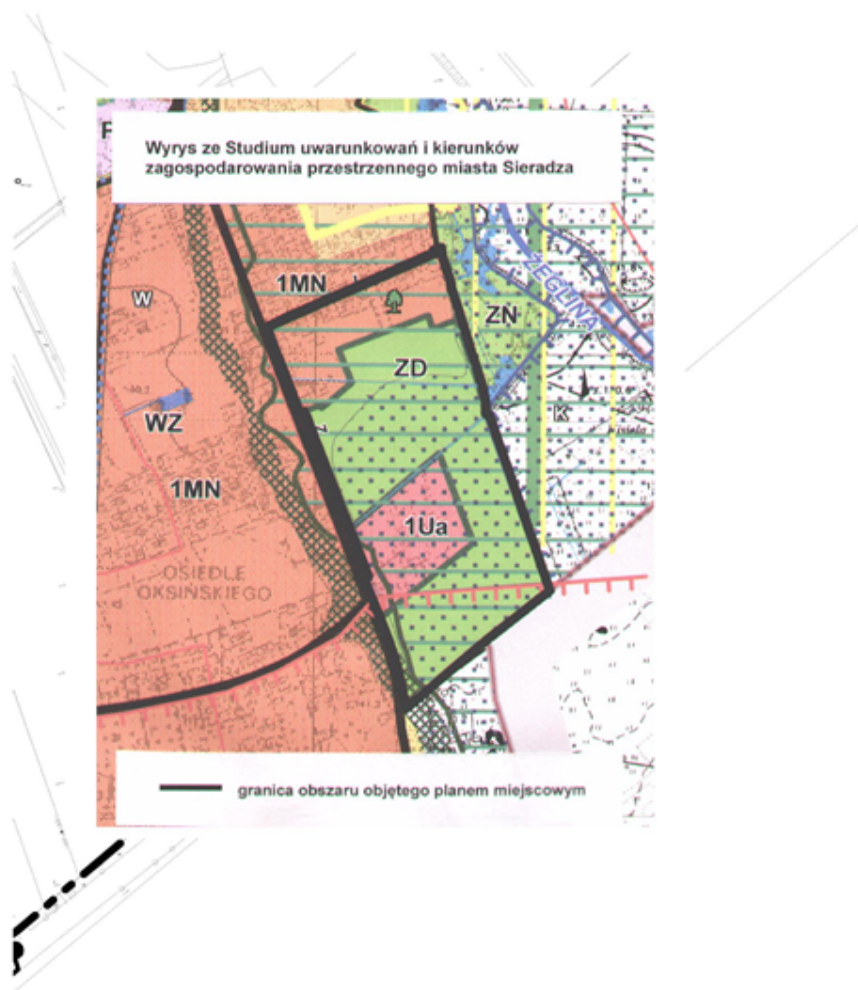 Wyrys ze Studium uwarunkowań i kierunków
zagospodarowania przestrzennego miasta Sieradza
1MN
ŻEGLINA
W
ZN
ZD
WZ
K
1MN
1Ua
OSIEDLE
OKSIŃSKIEGO
granica obszaru objętego planem miejscowym